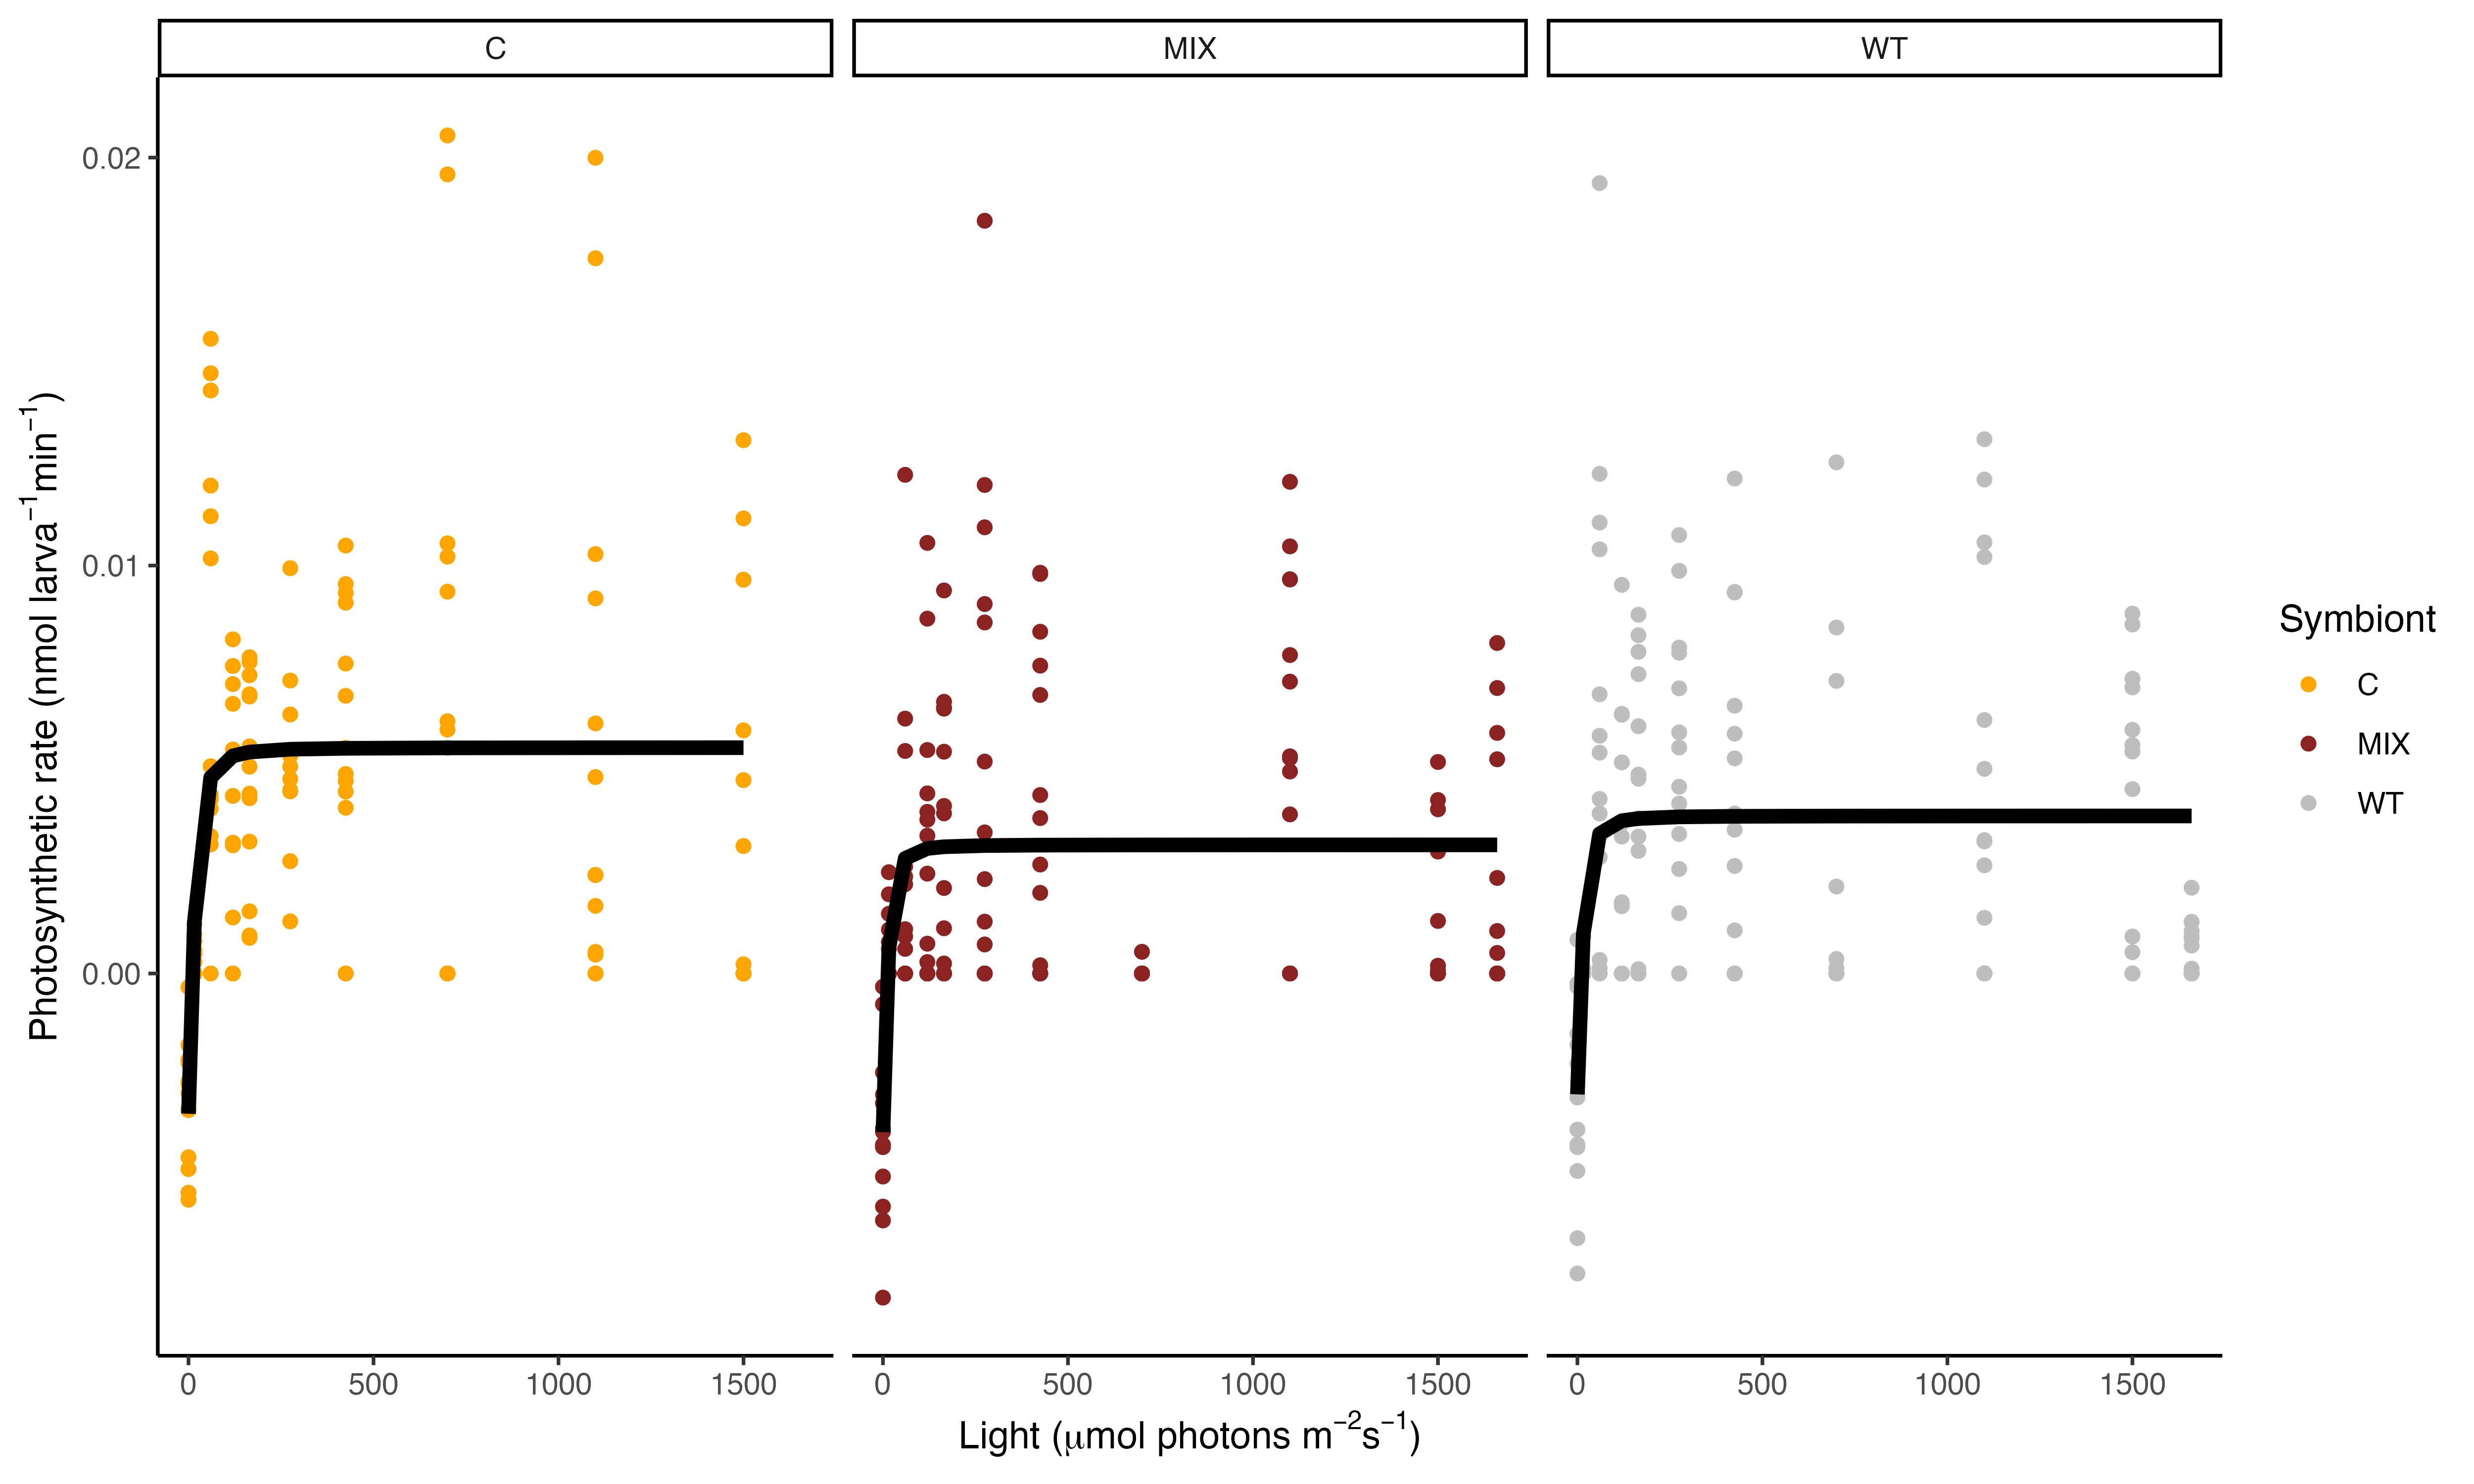 C MIX WT
0.02
0.01
0.00
Photosynthetic rate (nmol larva⁻¹min⁻¹)
0 500 1000 1500 0 500 1000 1500 0 500 1000 1500
Light (μmol photons m⁻²s⁻¹)
Symbiont
C
MIX
WT